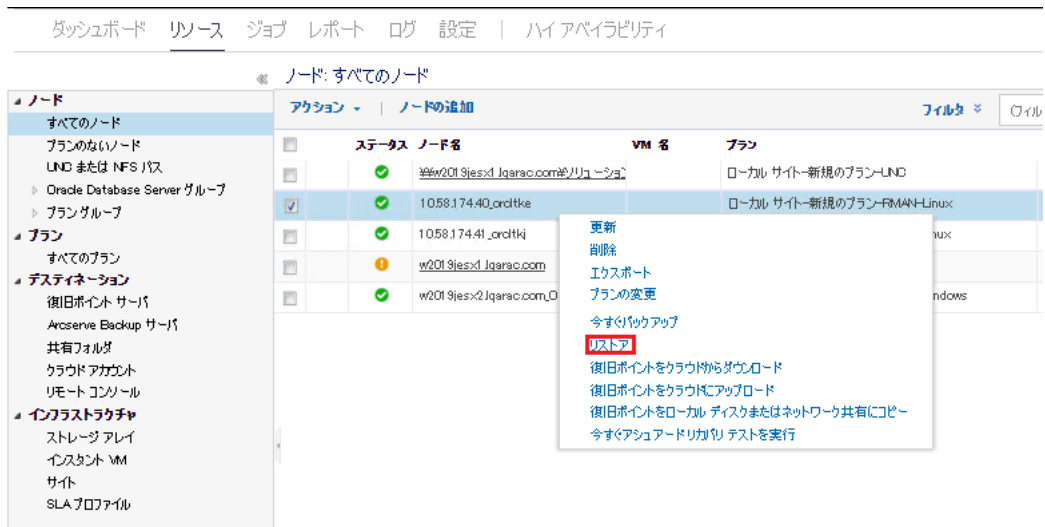 ダッシュボード リソース ジョブ レポート ログ 設定 | ハイ アベイラビリティ
ノード: すべてのノード
アクション | ノードの追加 フィルタ
ノード
すべてのノード
プランのないノード
UNC または NFS パス
Oracle Database Server グループ
プラン グループ
プラン
すべてのプラン
デスティネーション
復旧ポイント サーバ
Arcserve Backup サーバ
共有フォルダ
クラウド アカウント
リモート コンソール
インフラストラクチャ
ストレージ アレイ
インスタント VM
サイト
SLA プロファイル
ステータス ノード名 VM 名 プラン
ローカル サイト-新規のプラン-UNC
10.58.174.40_orcltke ローカル サイト-新規のプラン-RMAN-Linux
10.58.174.41_orcltkj nux
w2019jesx1.lqarac.com
w2019jesx2.lqarac.com_O ndows
更新
削除
エクスポート
プランの変更
今すぐバックアップ
リストア
復旧ポイントをクラウドからダウンロード
復旧ポイントをクラウドにアップロード
復旧ポイントをローカル ディスクまたはネットワーク共有にコピー
今すぐアシュアード リカバリ テストを実行